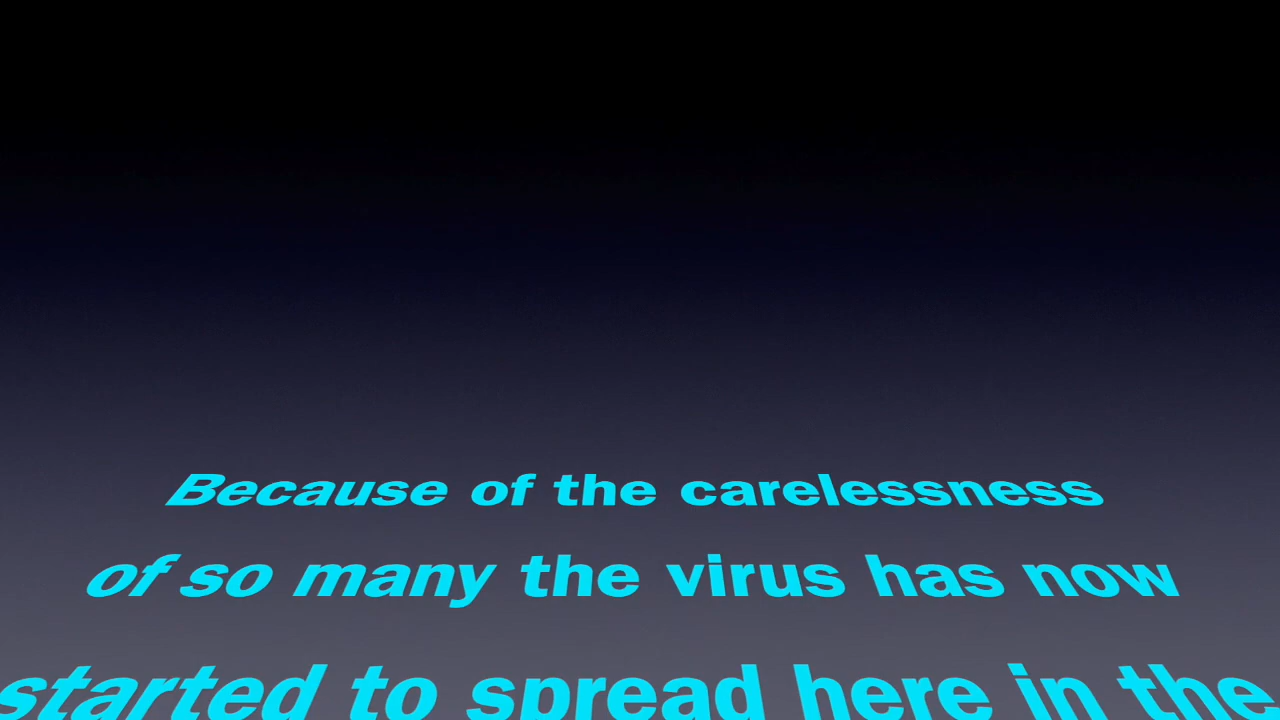 Because of the carelessness
of so many the virus has now
started to spread here in the